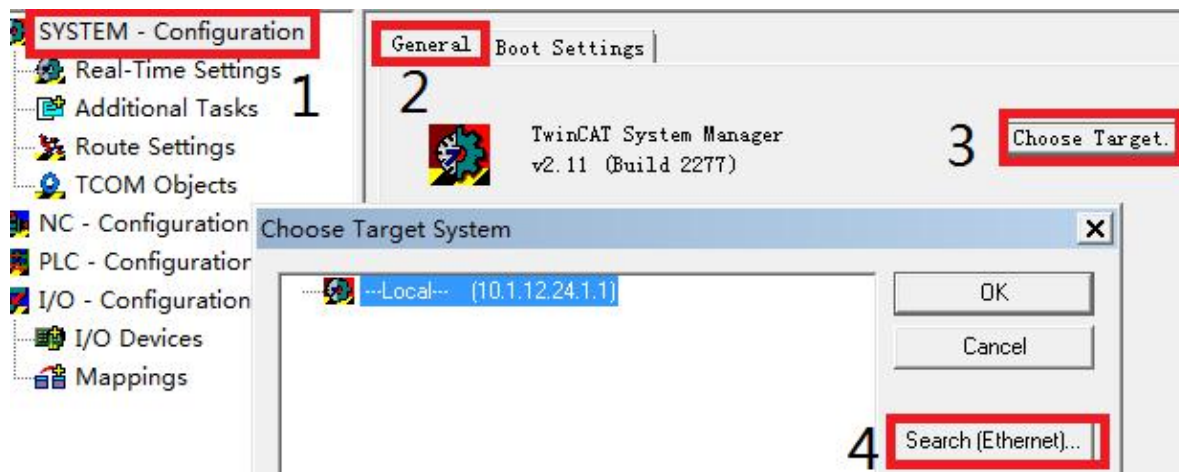 SYSTEM - Configuration
Real-Time Settings
1
Additional Tasks
Route Settings
TCOM Objects
NC - Configuration
PLC - Configuration
I/O - Configuration
I/O Devices
Mappings
General
Boot Settings
2
TwinCAT System Manager
v2.11 (Build 2277)
3
Choose Target.
Choose Target System
---Local--- (10.1.12.24.1.1)
OK
Cancel
4
Search (Ethernet)...